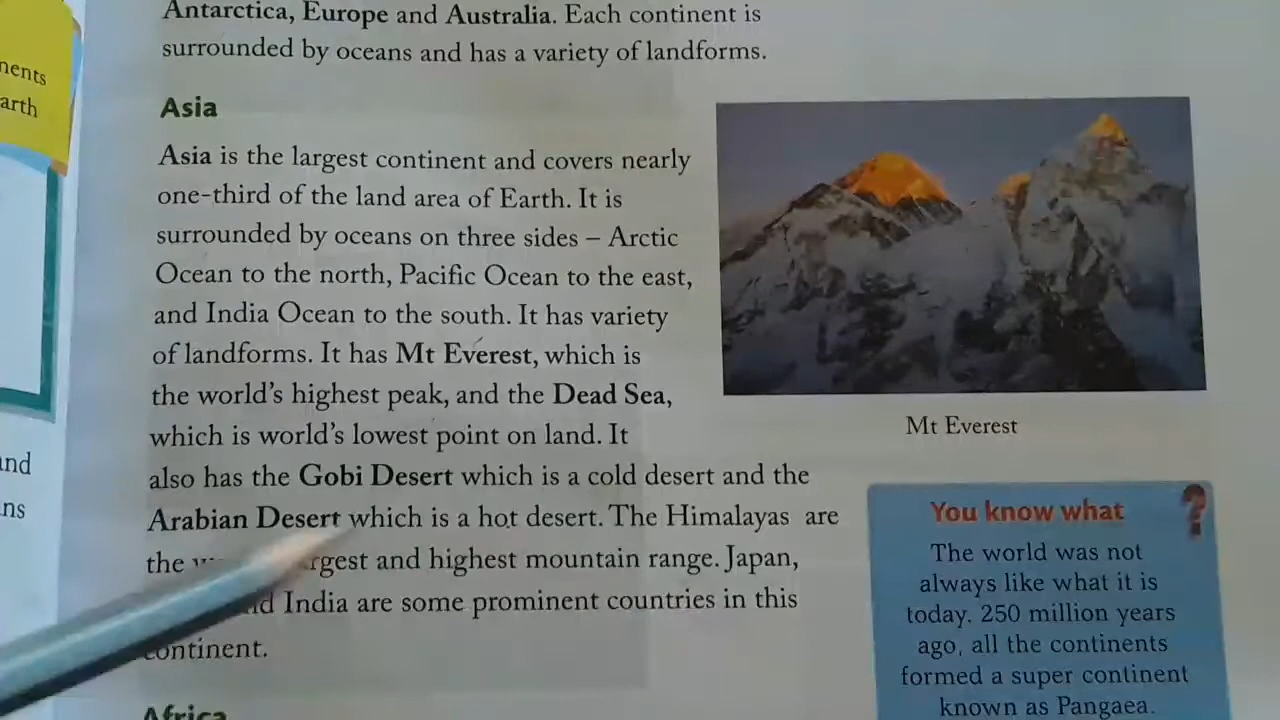 Antarctica, Europe and Australia. Each continent is
surrounded by oceans and has a variety of landforms.
nents
arth
Asia
Asia is the largest continent and covers nearly
one-third of the land area of Earth. It is
surrounded by oceans on three sides – Arctic
Ocean to the north, Pacific Ocean to the east,
and India Ocean to the south. It has variety
of landforms. It has Mt Everest, which is
the world's highest peak, and the Dead Sea,
which is world's lowest point on land. It
also has the Gobi Desert which is a cold desert and the
Arabian Desert which is a hot desert. The Himalayas are
the rgest and highest mountain range. Japan,
India are some prominent countries in this
continent.
Africa
Mt Everest
and
ns
You know what ?
The world was not
always like what it is
today. 250 million years
ago, all the continents
formed a super continent
known as Pangaea.